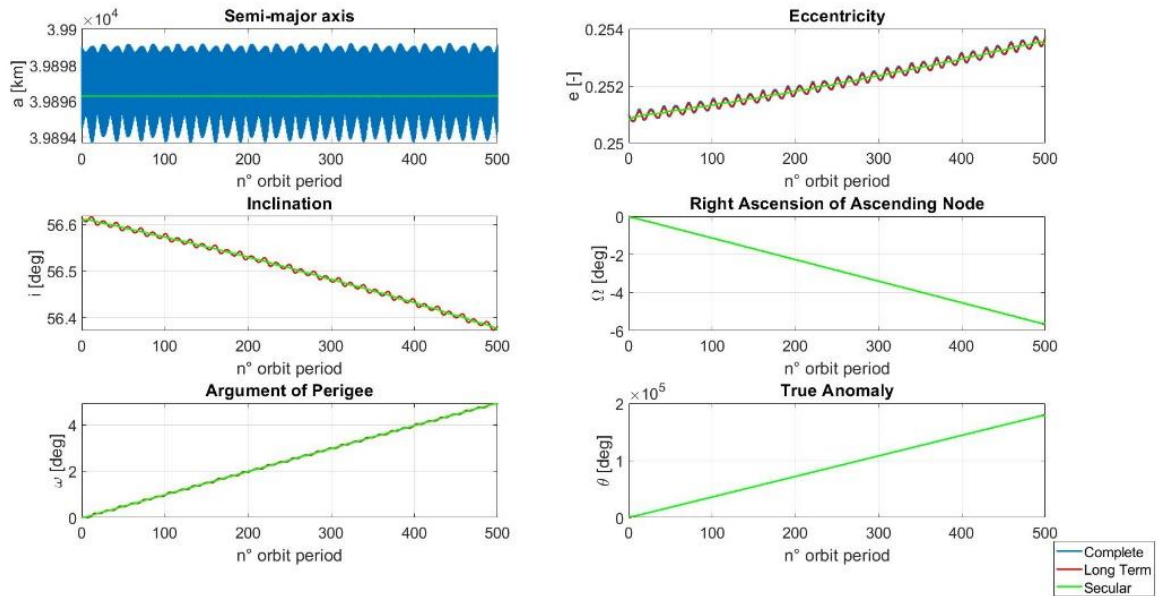 Semi-major axis
×10⁴
3.99
3.9898
3.9896
3.9894
a [km]
0 100 200 300 400 500
n° orbit period
Eccentricity
0.254
0.252
0.25
e [-]
0 100 200 300 400 500
n° orbit period
Inclination
56.6
56.5
56.4
i [deg]
0 100 200 300 400 500
n° orbit period
Right Ascension of Ascending Node
0
-2
-4
-6
Ω [deg]
0 100 200 300 400 500
n° orbit period
Argument of Perigee
4
2
0
ω [deg]
0 100 200 300 400 500
n° orbit period
True Anomaly
×10⁵
2
1
0
θ [deg]
0 100 200 300 400 500
n° orbit period
Complete
Long Term
Secular